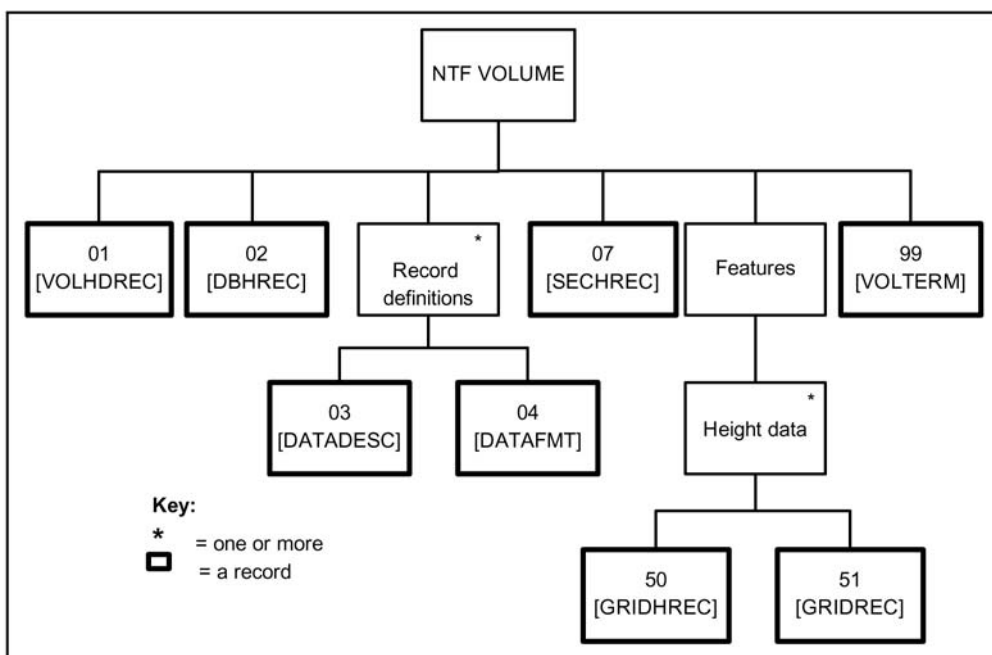 NTF VOLUME
01
[VOLHDREC]
02
[DBHREC]
*
Record
definitions
07
[SECHREC]
Features
99
[VOLTERM]
03
[DATADESC]
04
[DATAFMT]
*
Height data
Key:
* = one or more
= a record
50
[GRIDHREC]
51
[GRIDREC]